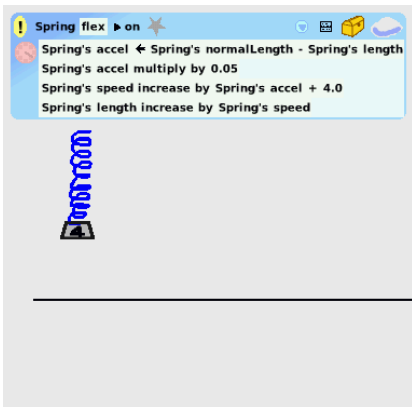 ! Spring flex on
Spring's accel ← Spring's normalLength - Spring's length
Spring's accel multiply by 0.05
Spring's speed increase by Spring's accel + 4.0
Spring's length increase by Spring's speed
4